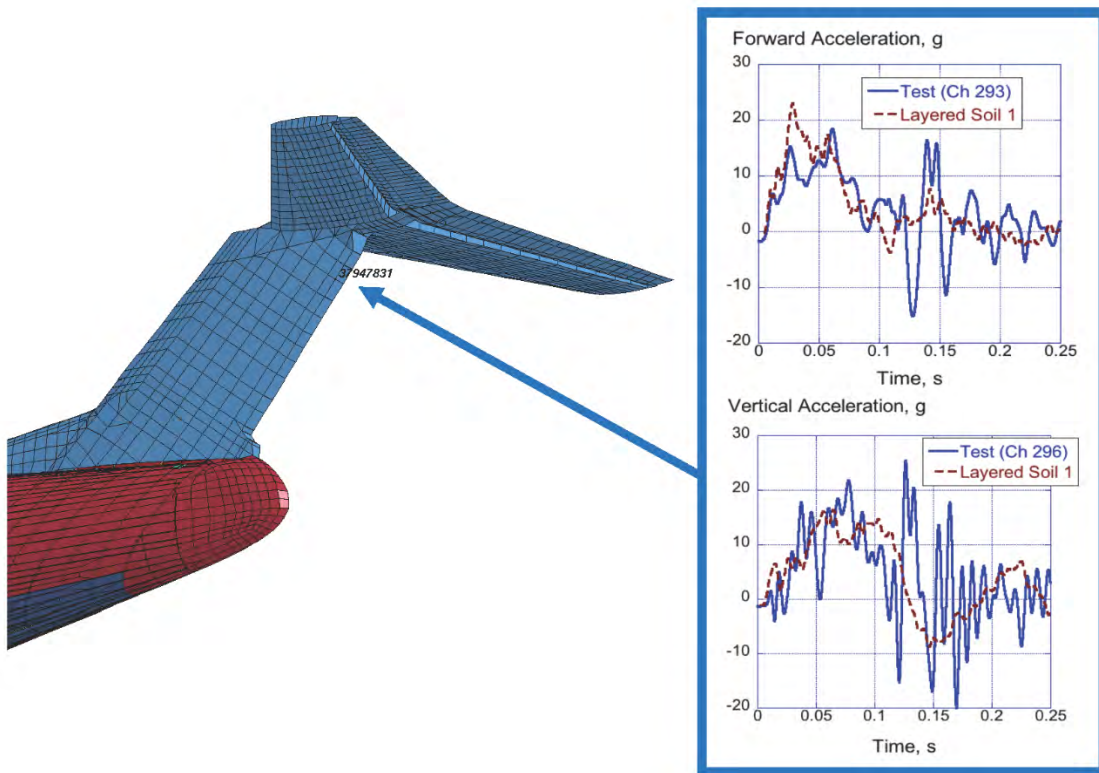 37947831
Forward Acceleration, g
30
20
10
0
-10
-20
Test (Ch 293)
Layered Soil 1
0 0.05 0.1 0.15 0.2 0.25
Time, s
Vertical Acceleration, g
30
20
10
0
-10
-20
Test (Ch 296)
Layered Soil 1
0 0.05 0.1 0.15 0.2 0.25
Time, s